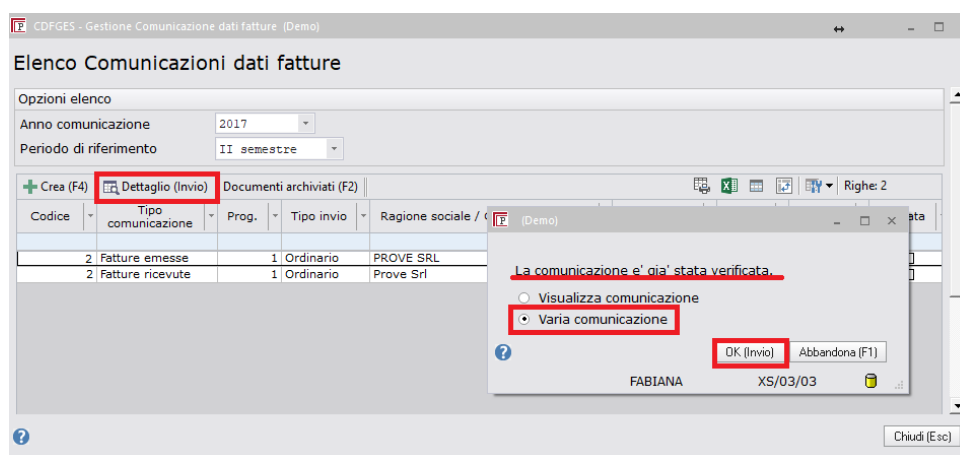 CDFGES - Gestione Comunicazione dati fatture (Demo)
Elenco Comunicazioni dati fatture
Opzioni elenco
Anno comunicazione 2017
Periodo di riferimento II semestre
Crea (F4) Dettaglio (Invio) Documenti archiviati (F2) Righe: 2
Codice Tipo comunicazione Prog. Tipo invio Ragione sociale /
2 Fatture emesse 1 Ordinario PROVE SRL
2 Fatture ricevute 1 Ordinario Prove Srl
(Demo)
La comunicazione e' gia' stata verificata.
Visualizza comunicazione
Varia comunicazione
OK (Invio) Abbandona (F1)
FABIANA XS/03/03
Chiudi (Esc)